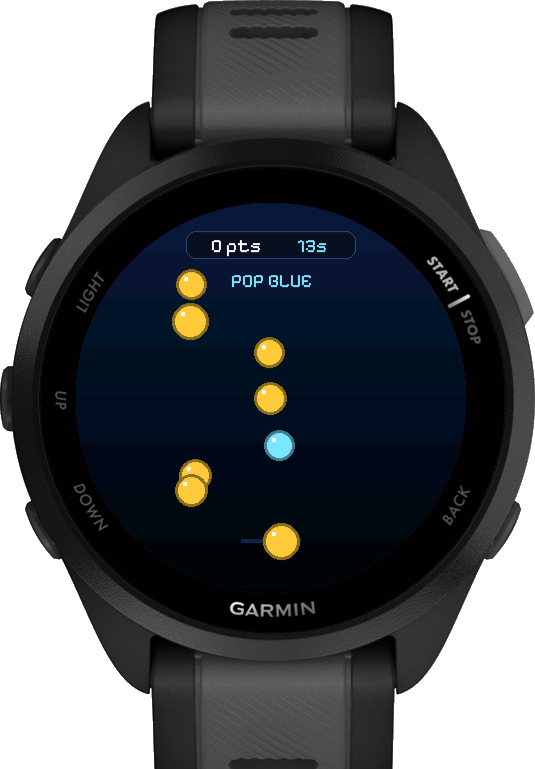 0 pts 13s
POP BLUE
LIGHT
START
STOP
UP
DOWN
BACK
GARMIN